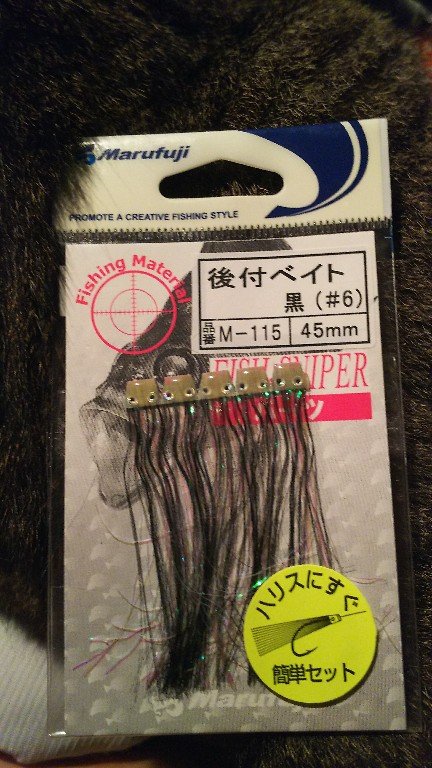 Marufuji
PROMOTE A CREATIVE FISHING STYLE
Fishing Material
後付ベイト
黒(#6)
品番 M-115 45mm
FISH SNIPER
ハリスにすぐ
簡単セット
Marufuji